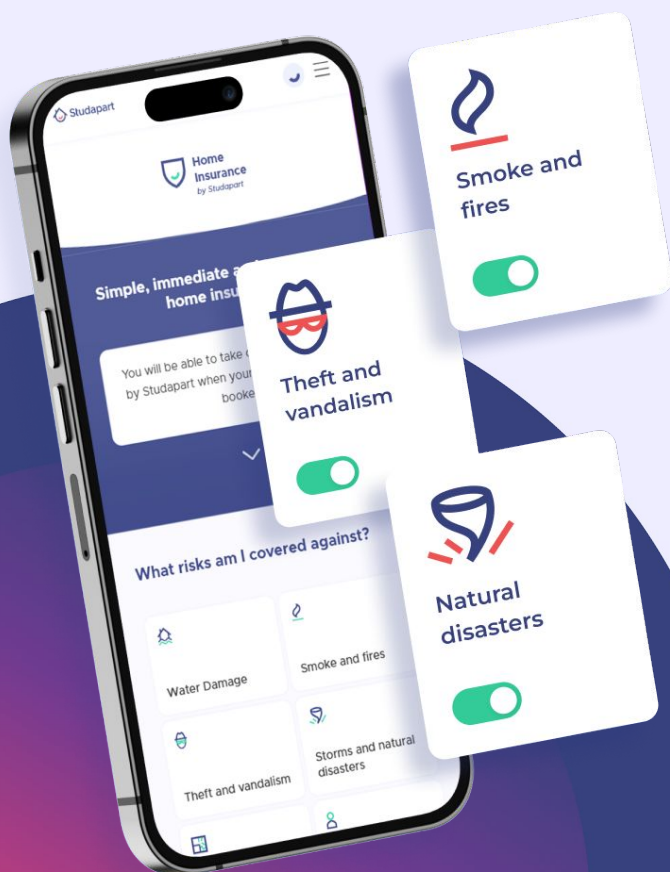 Studapart
Home
Insurance
by Studapart
Simple, immediate
home
You will be able to take
by Studapart when your
What risks am I covered against?
Water Damage
Smoke and fires
Theft and vandalism
Storms and natural
disasters
Smoke and
fires
Theft and
vandalism
Natural
disasters